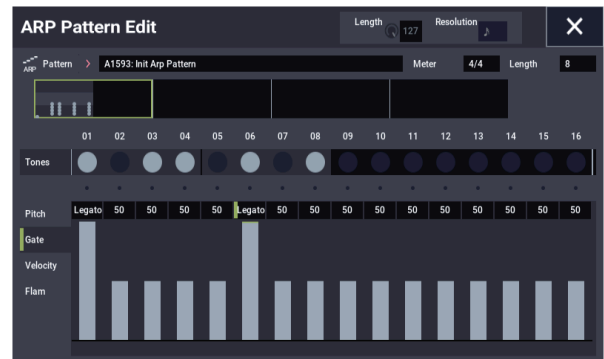 ARP Pattern Edit
Length 127 Resolution
ARP Pattern > A1593: Init Arp Pattern Meter 4/4 Length 8
01 02 03 04 05 06 07 08 09 10 11 12 13 14 15 16
Tones
Pitch Legato 50 50 50 50 Legato 50 50 50 50 50 50 50 50 50 50
Gate
Velocity
Flam